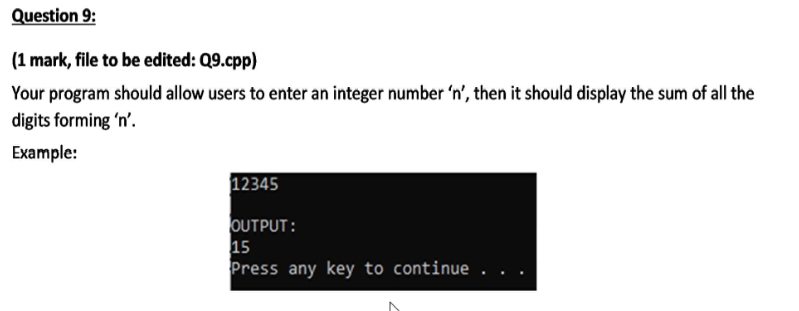 Question 9:
(1 mark, file to be edited: Q9.cpp)
Your program should allow users to enter an integer number ‘n’, then it should display the sum of all the
digits forming ‘n’.
Example:
12345
OUTPUT:
15
Press any key to continue . . .